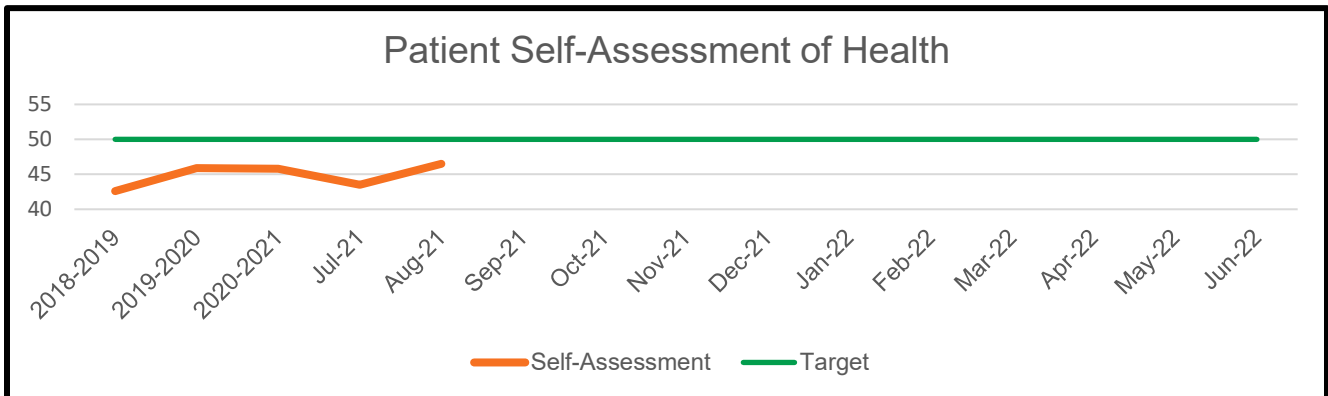 Patient Self-Assessment of Health
55
50
45
40
2018-2019
2019-2020
2020-2021
Jul-21
Aug-21
Sep-21
Oct-21
Nov-21
Dec-21
Jan-22
Feb-22
Mar-22
Apr-22
May-22
Jun-22
Self-Assessment
Target